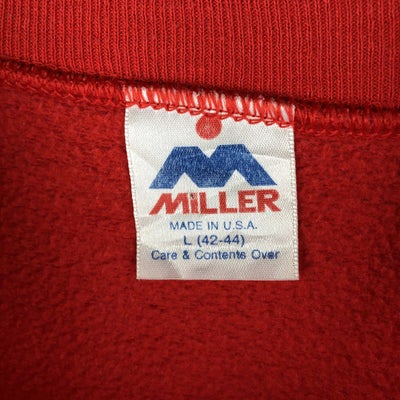 MiLLER
MADE IN U.S.A.
L (42-44)
Care & Contents Over